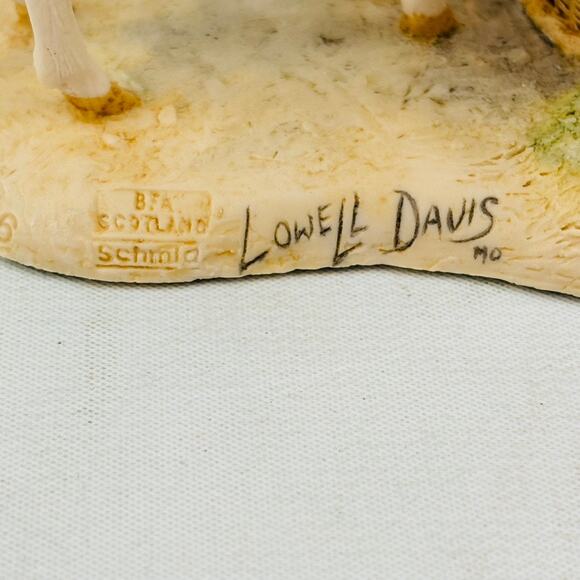 BFA
SCOTLAND
Schmid
LOWELL DAVIS
MO